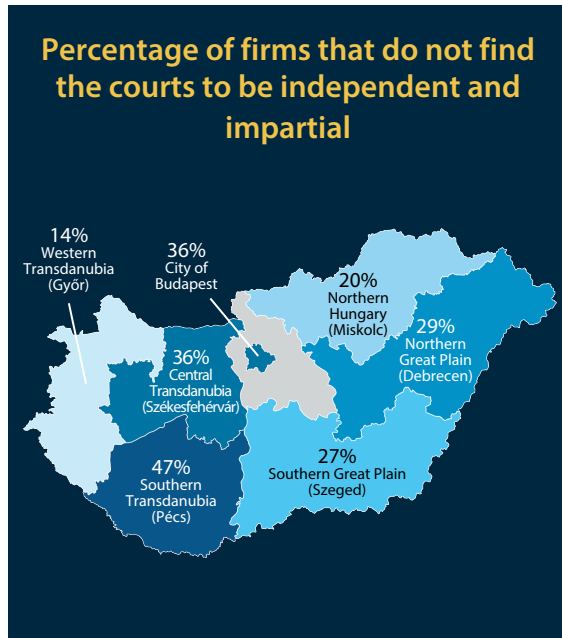 Percentage of firms that do not find
the courts to be independent and
impartial
14%
Western
Transdanubia
(Győr)
36%
City of
Budapest
20%
Northern
Hungary
(Miskolc)
29%
Northern
Great Plain
(Debrecen)
36%
Central
Transdanubia
(Székesfehérvár)
47%
Southern
Transdanubia
(Pécs)
27%
Southern Great Plain
(Szeged)